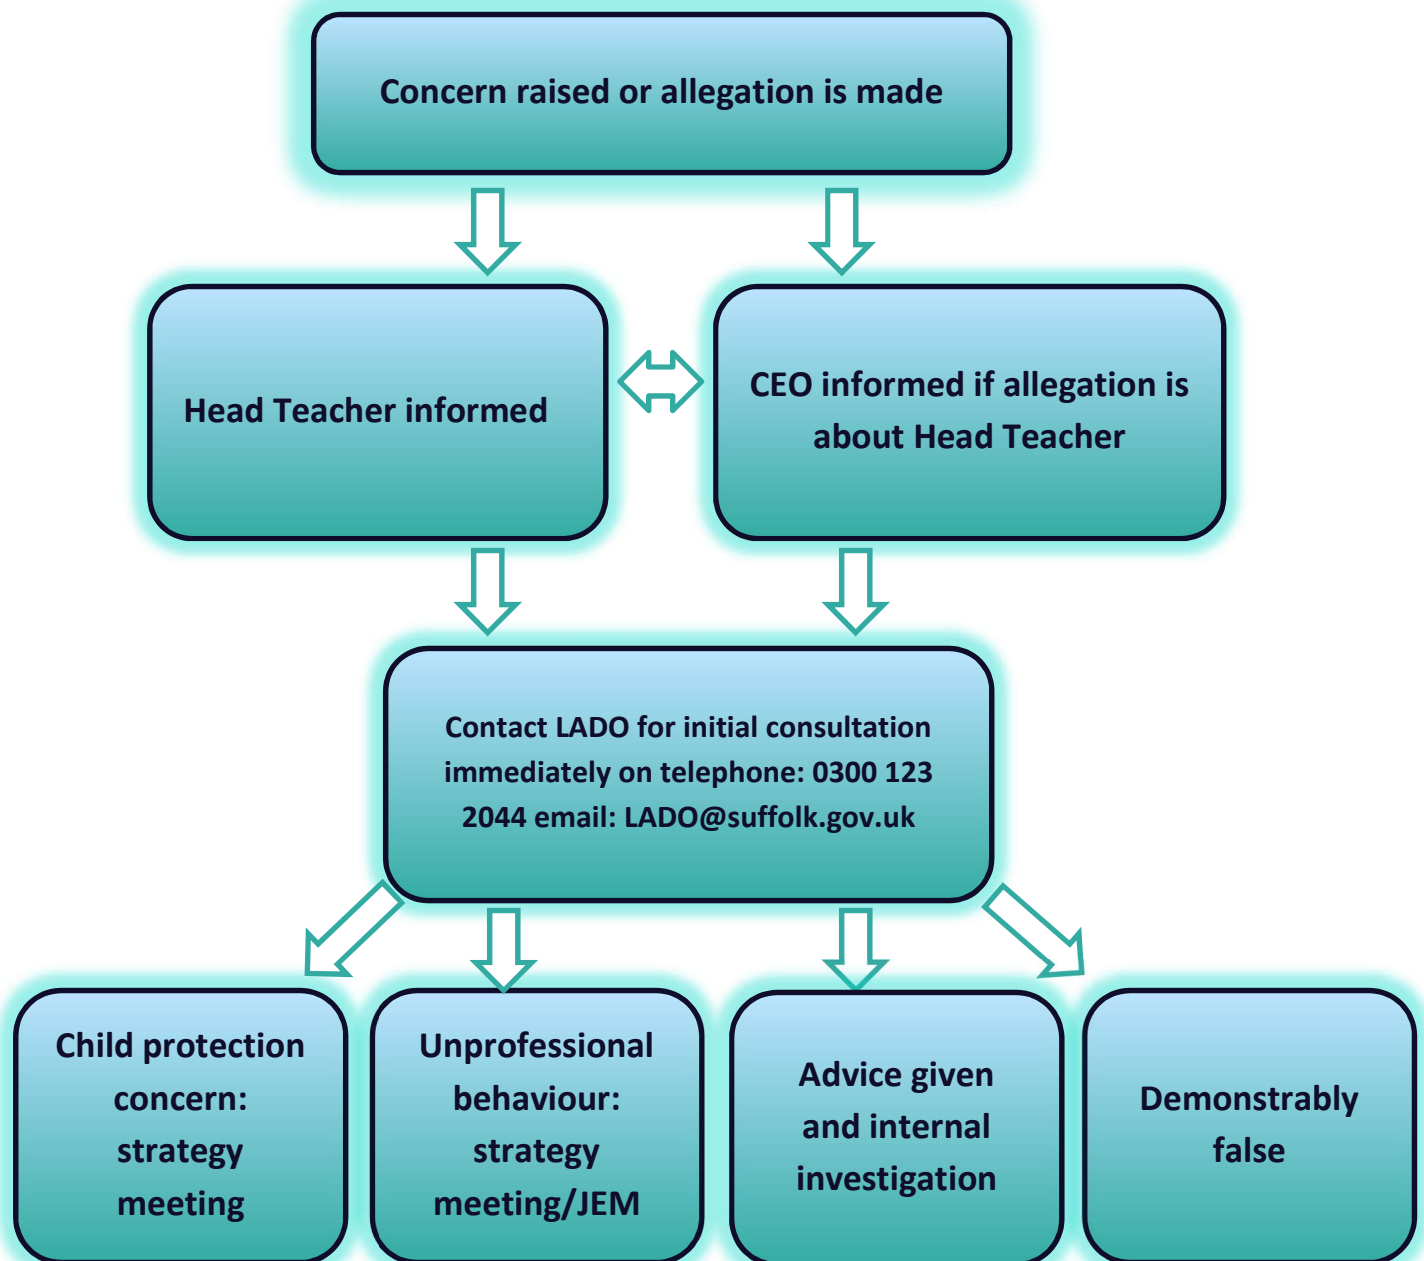 Concern raised or allegation is made
Head Teacher informed
CEO informed if allegation is
about Head Teacher
Contact LADO for initial consultation
immediately on telephone: 0300 123
2044 email: LADO@suffolk.gov.uk
Child protection
concern:
strategy
meeting
Unprofessional
behaviour:
strategy
meeting/JEM
Advice given
and internal
investigation
Demonstrably
false